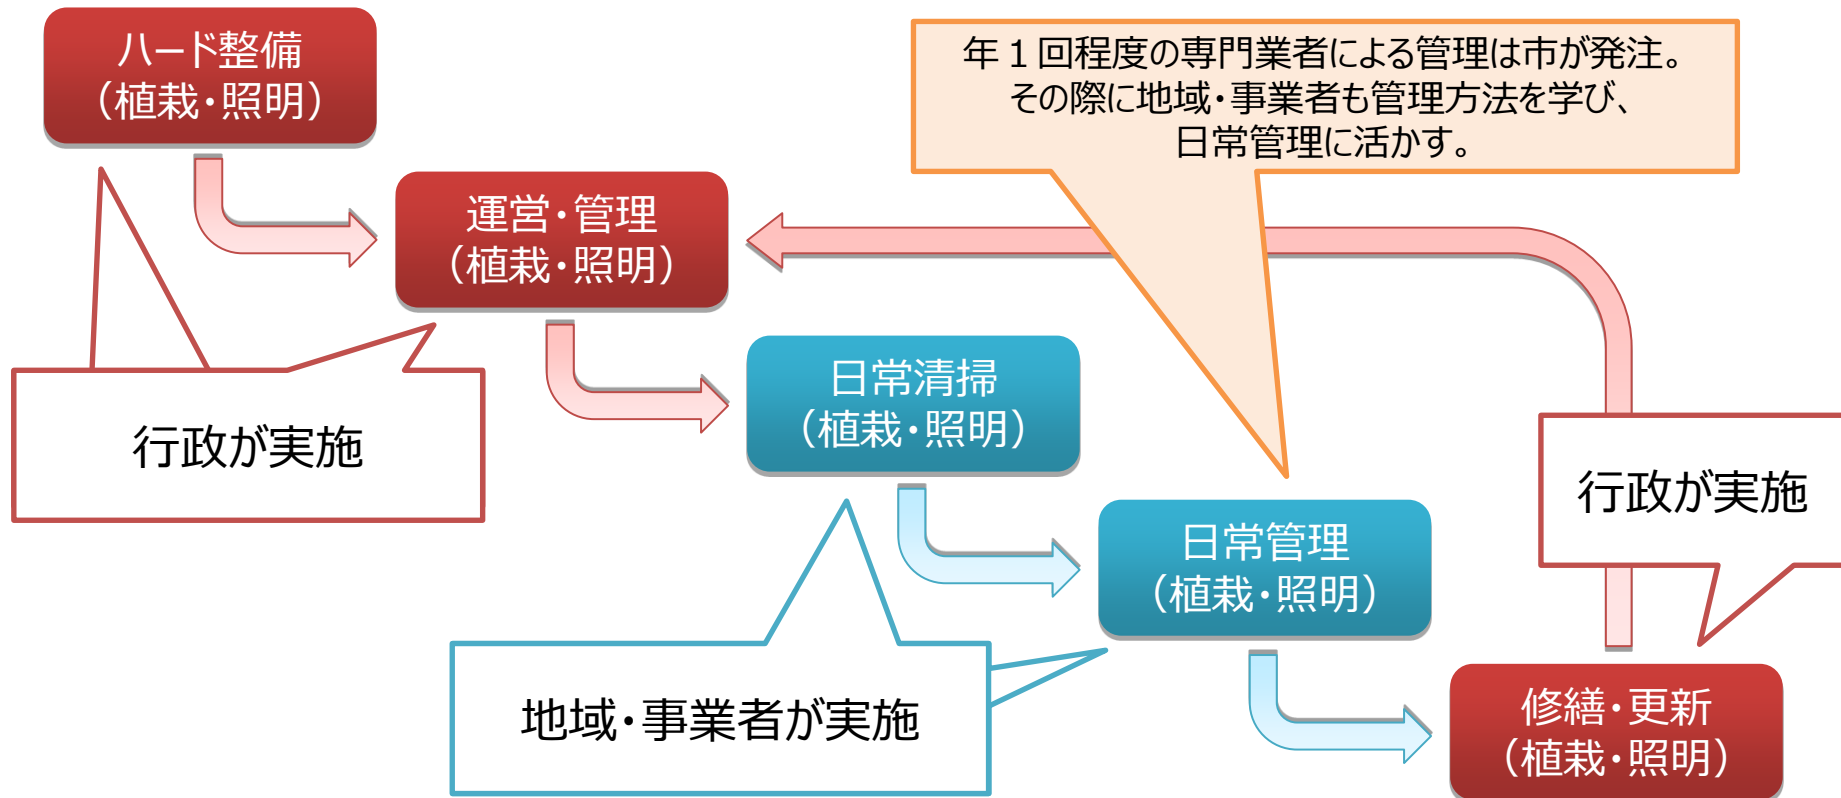 ハード整備
（植栽・照明）
年１回程度の専門業者による管理は市が発注。
その際に地域・事業者も管理方法を学び、
日常管理に活かす。
運営・管理
（植栽・照明）
日常清掃
（植栽・照明）
行政が実施
行政が実施
日常管理
（植栽・照明）
地域・事業者が実施
修繕・更新
（植栽・照明）